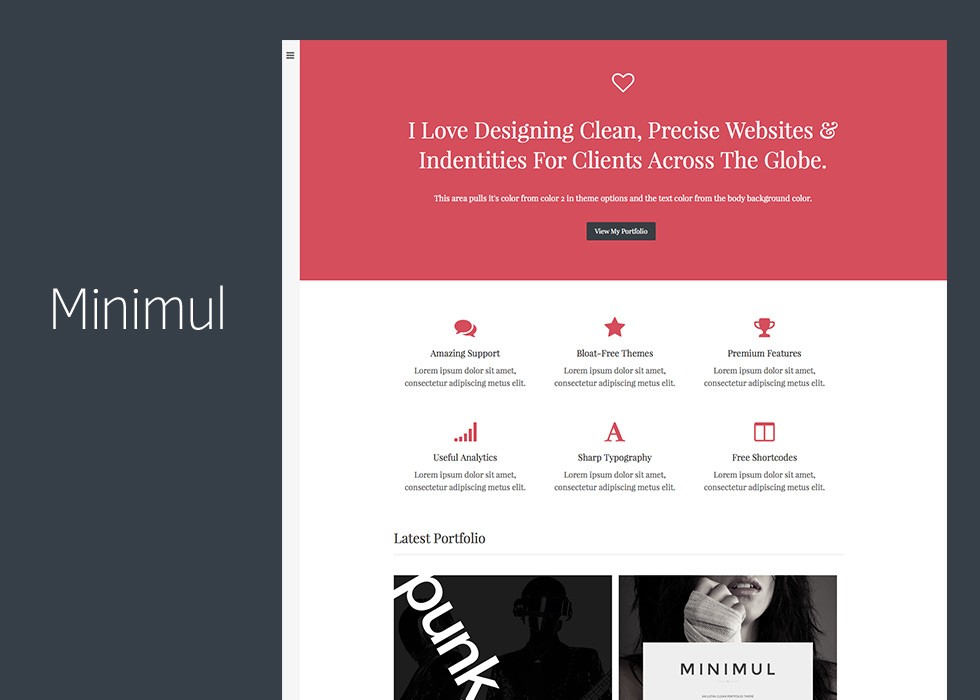 Minimul
I Love Designing Clean, Precise Websites &
Indentities For Clients Across The Globe.
This area pulls it's color from color 2 in theme options and the text color from the body background color.
View My Portfolio
Amazing Support
Lorem ipsum dolor sit amet,
consectetur adipiscing metus elit.
Bloat-Free Themes
Lorem ipsum dolor sit amet,
consectetur adipiscing metus elit.
Premium Features
Lorem ipsum dolor sit amet,
consectetur adipiscing metus elit.
Useful Analytics
Lorem ipsum dolor sit amet,
consectetur adipiscing metus elit.
A
Sharp Typography
Lorem ipsum dolor sit amet,
consectetur adipiscing metus elit.
Free Shortcodes
Lorem ipsum dolor sit amet,
consectetur adipiscing metus elit.
Latest Portfolio
punk
MINIMUL